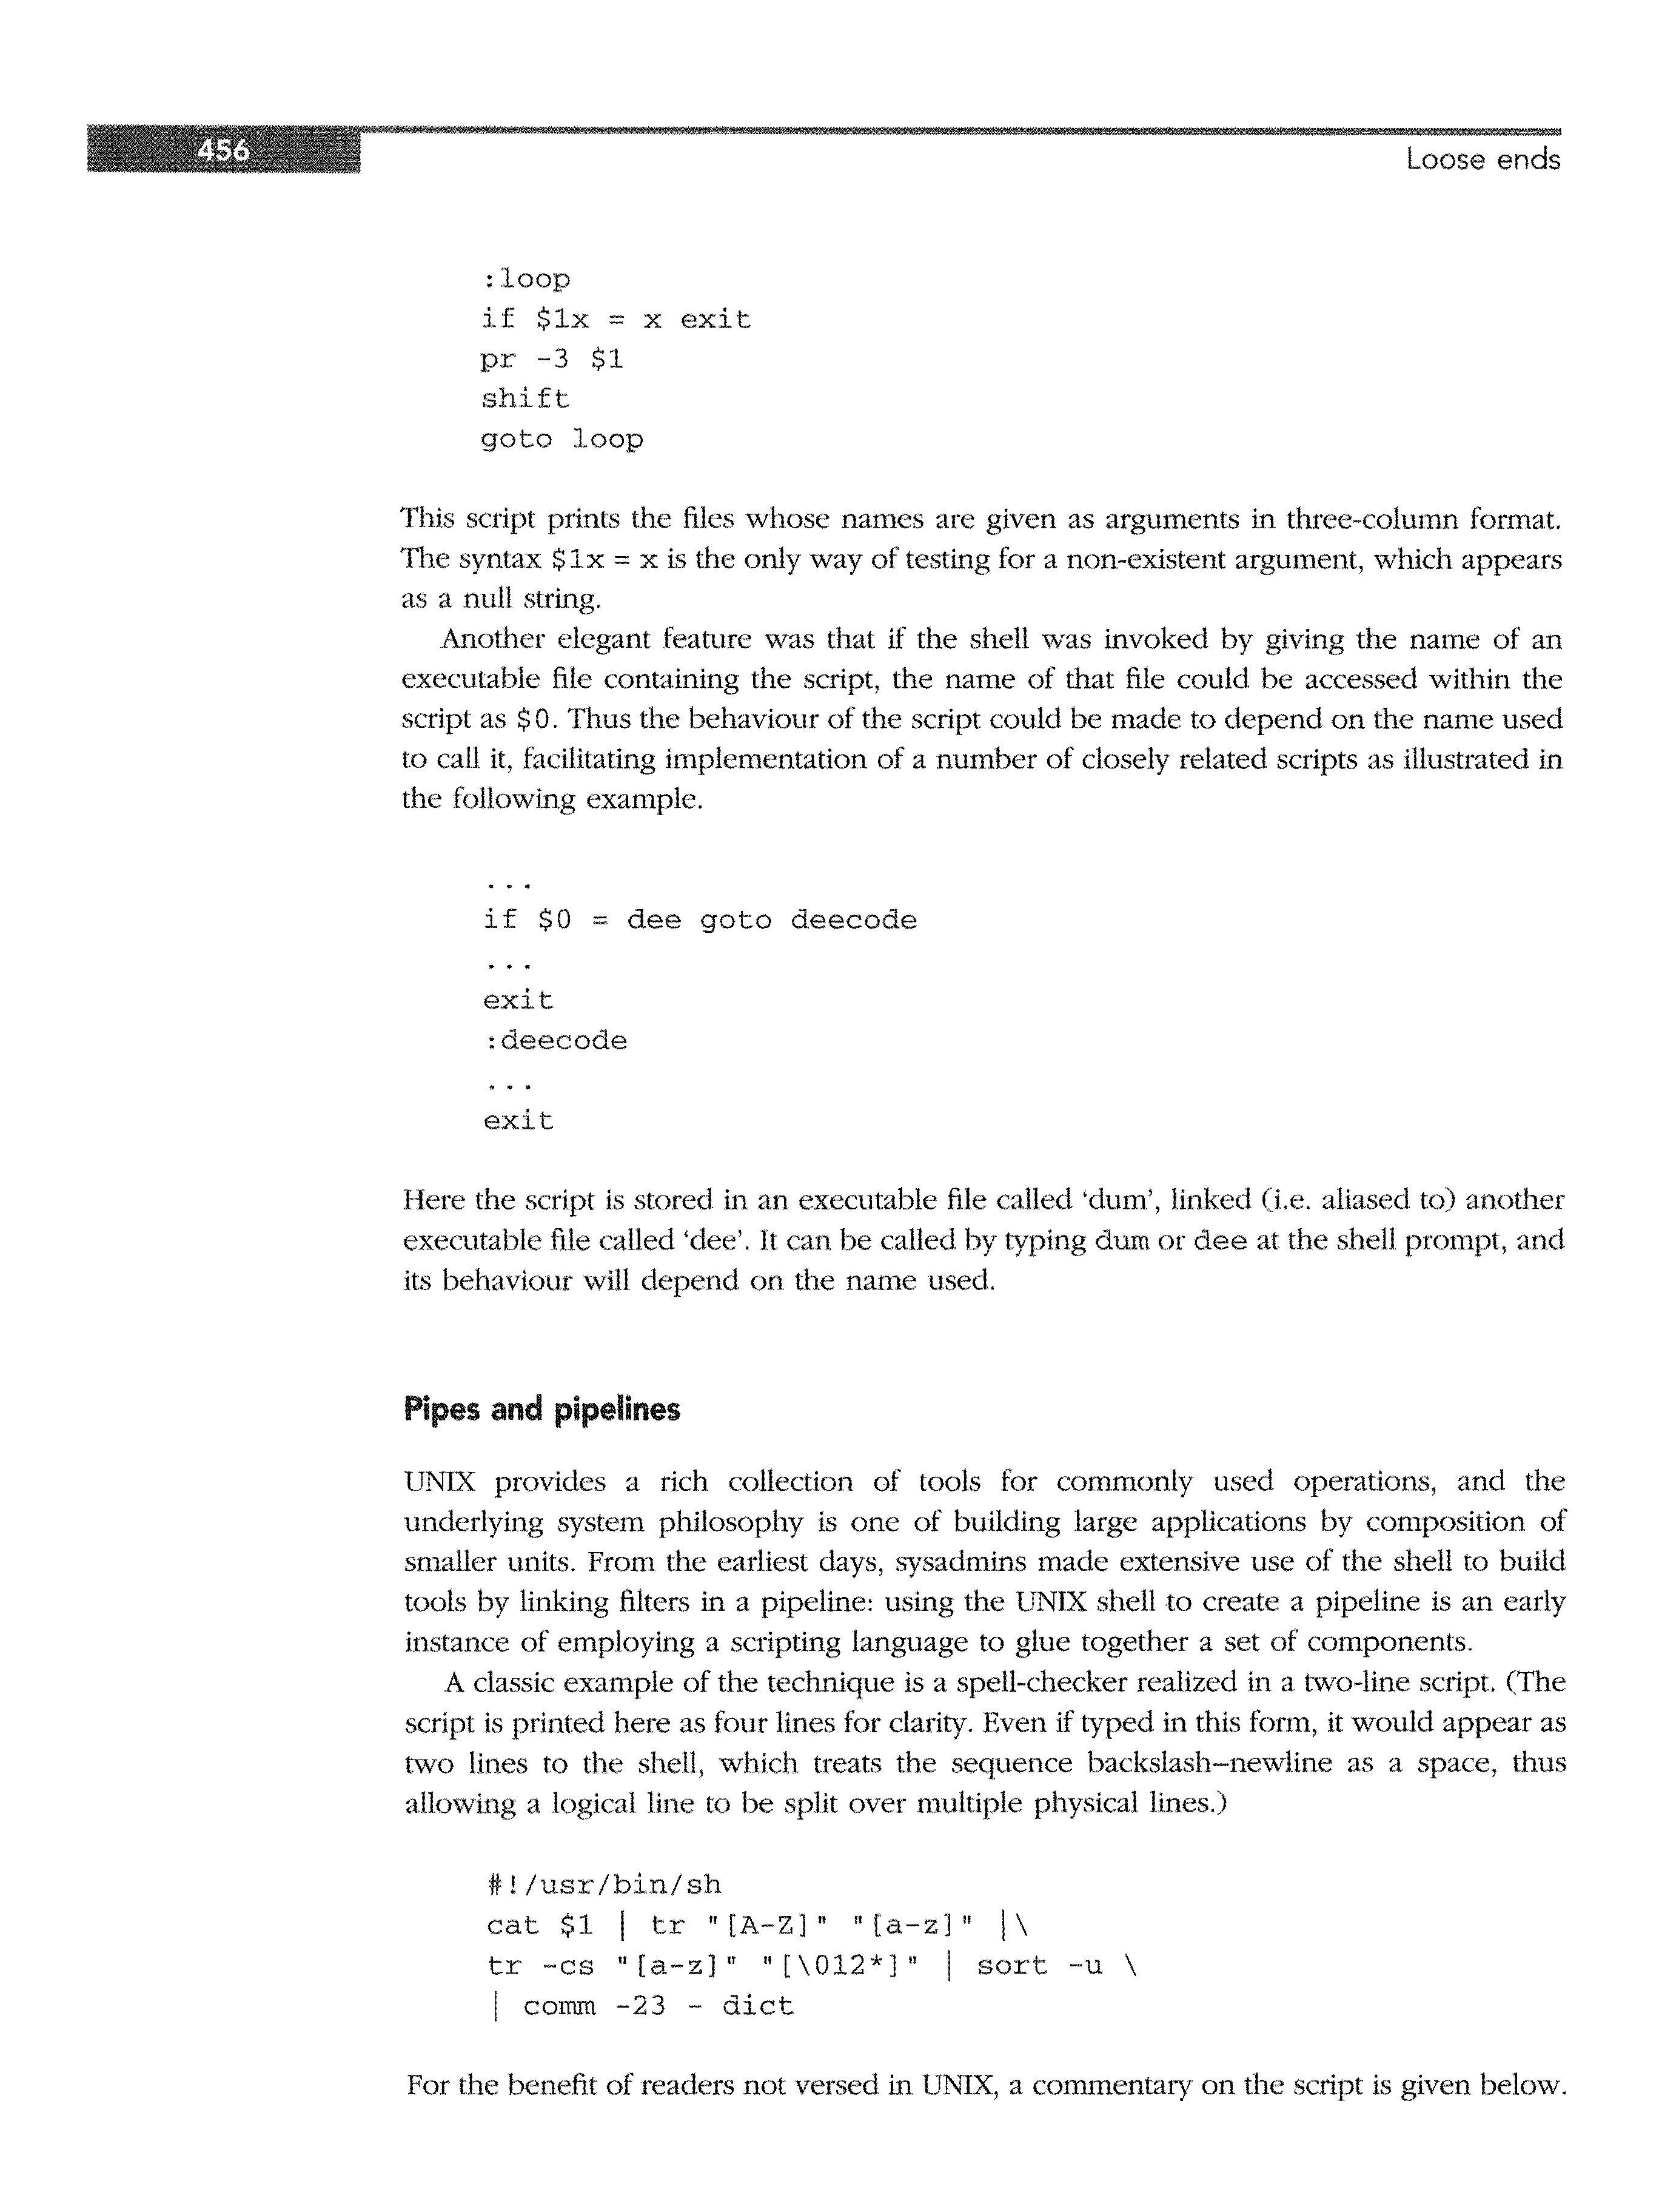 456
Loose ends
:loop
if $1x = x exit
pr -3 $1
shift
goto loop
This script prints the files whose names are given as arguments in three-column format.
The syntax $1x = x is the only way of testing for a non-existent argument, which appears
as a null string.
Another elegant feature was that if the shell was invoked by giving the name of an
executable file containing the script, the name of that file could be accessed within the
script as $0. Thus the behaviour of the script could be made to depend on the name used
to call it, facilitating implementation of a number of closely related scripts as illustrated in
the following example.
...
if $0 = dee goto deecode
...
exit
:deecode
...
exit
Here the script is stored in an executable file called ‘dum’, linked (i.e. aliased to) another
executable file called ‘dee’. It can be called by typing dum or dee at the shell prompt, and
its behaviour will depend on the name used.
Pipes and pipelines
UNIX provides a rich collection of tools for commonly used operations, and the
underlying system philosophy is one of building large applications by composition of
smaller units. From the earliest days, sysadmins made extensive use of the shell to build
tools by linking filters in a pipeline: using the UNIX shell to create a pipeline is an early
instance of employing a scripting language to glue together a set of components.
A classic example of the technique is a spell-checker realized in a two-line script. (The
script is printed here as four lines for clarity. Even if typed in this form, it would appear as
two lines to the shell, which treats the sequence backslash–newline as a space, thus
allowing a logical line to be split over multiple physical lines.)
#!/usr/bin/sh
cat $1 | tr "[A-Z]" "[a-z]" |\
tr -cs "[a-z]" "[\012*]" | sort -u \
| comm -23 - dict
For the benefit of readers not versed in UNIX, a commentary on the script is given below.